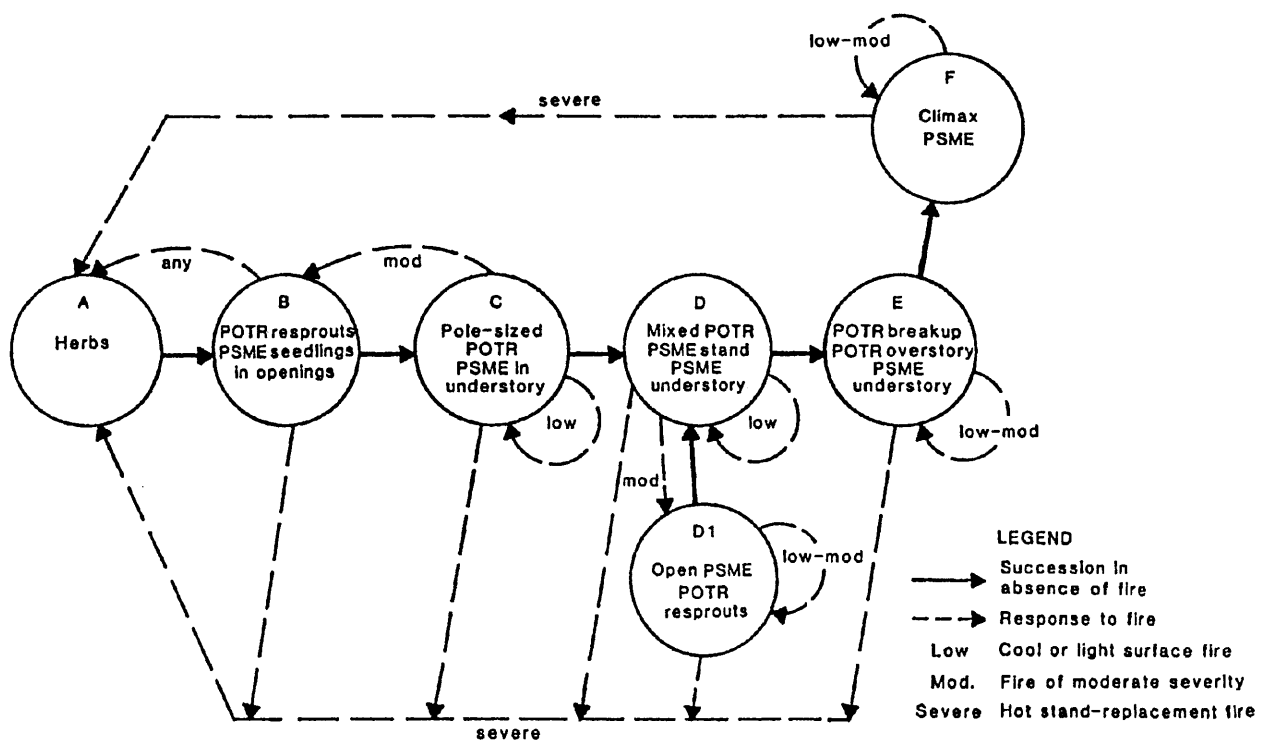 low-mod
F
Climax
PSME
severe
any
mod
A
Herbs
B
POTR resprouts
PSME seedlings
in openings
C
Pole-sized
POTR
PSME in
understory
D
Mixed POTR
PSME stand
PSME
understory
E
POTR breakup
POTR overstory
PSME
understory
low
low
low-mod
mod
D1
Open PSME
POTR
resprouts
low-mod
severe
LEGEND
Succession in
absence of fire
Response to fire
Low Cool or light surface fire
Mod. Fire of moderate severity
Severe Hot stand-replacement fire